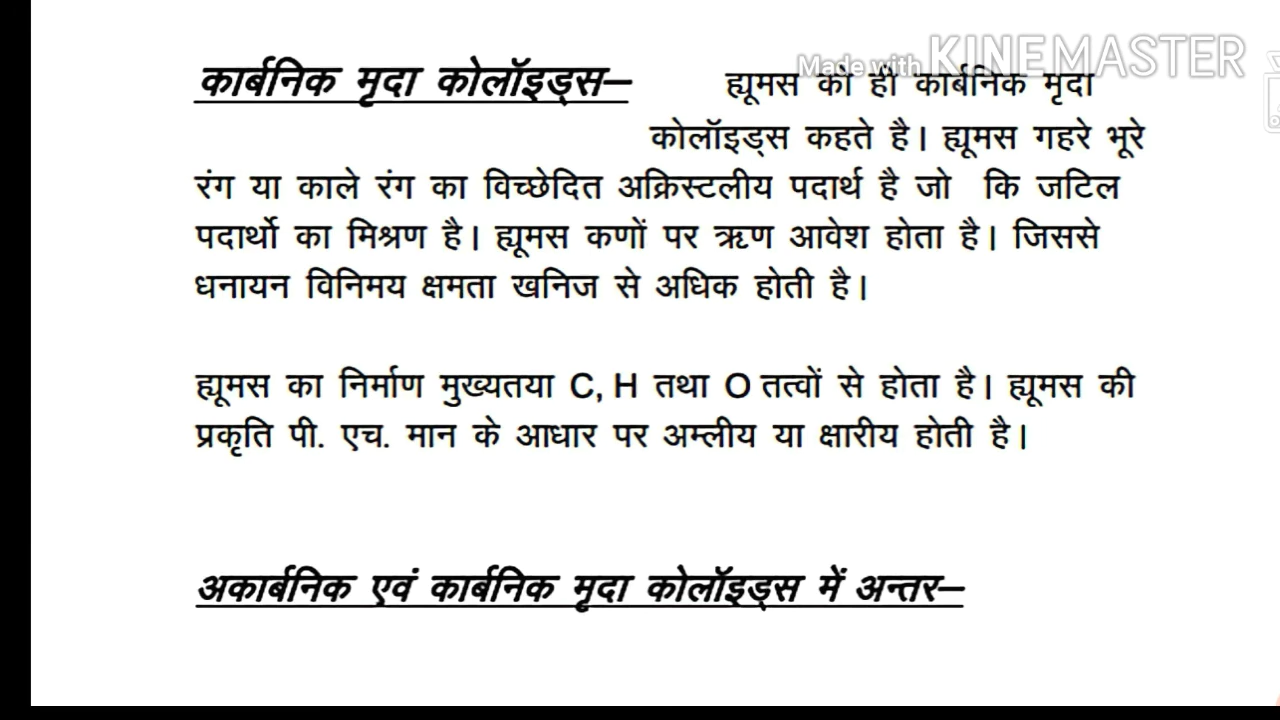 Made with KINEMASTER
कार्बनिक मृदा कोलॉइड्स– ह्यूमस को ही कार्बनिक मृदा
कोलॉइड्स कहते है। ह्यूमस गहरे भूरे
रंग या काले रंग का विच्छेदित अक्रिस्टलीय पदार्थ है जो कि जटिल
पदार्थो का मिश्रण है। ह्यूमस कणों पर ऋण आवेश होता है। जिससे
धनायन विनिमय क्षमता खनिज से अधिक होती है।
ह्यूमस का निर्माण मुख्यतया C, H तथा O तत्वों से होता है। ह्यूमस की
प्रकृति पी. एच. मान के आधार पर अम्लीय या क्षारीय होती है।
अकार्बनिक एवं कार्बनिक मृदा कोलॉइड्स में अन्तर–